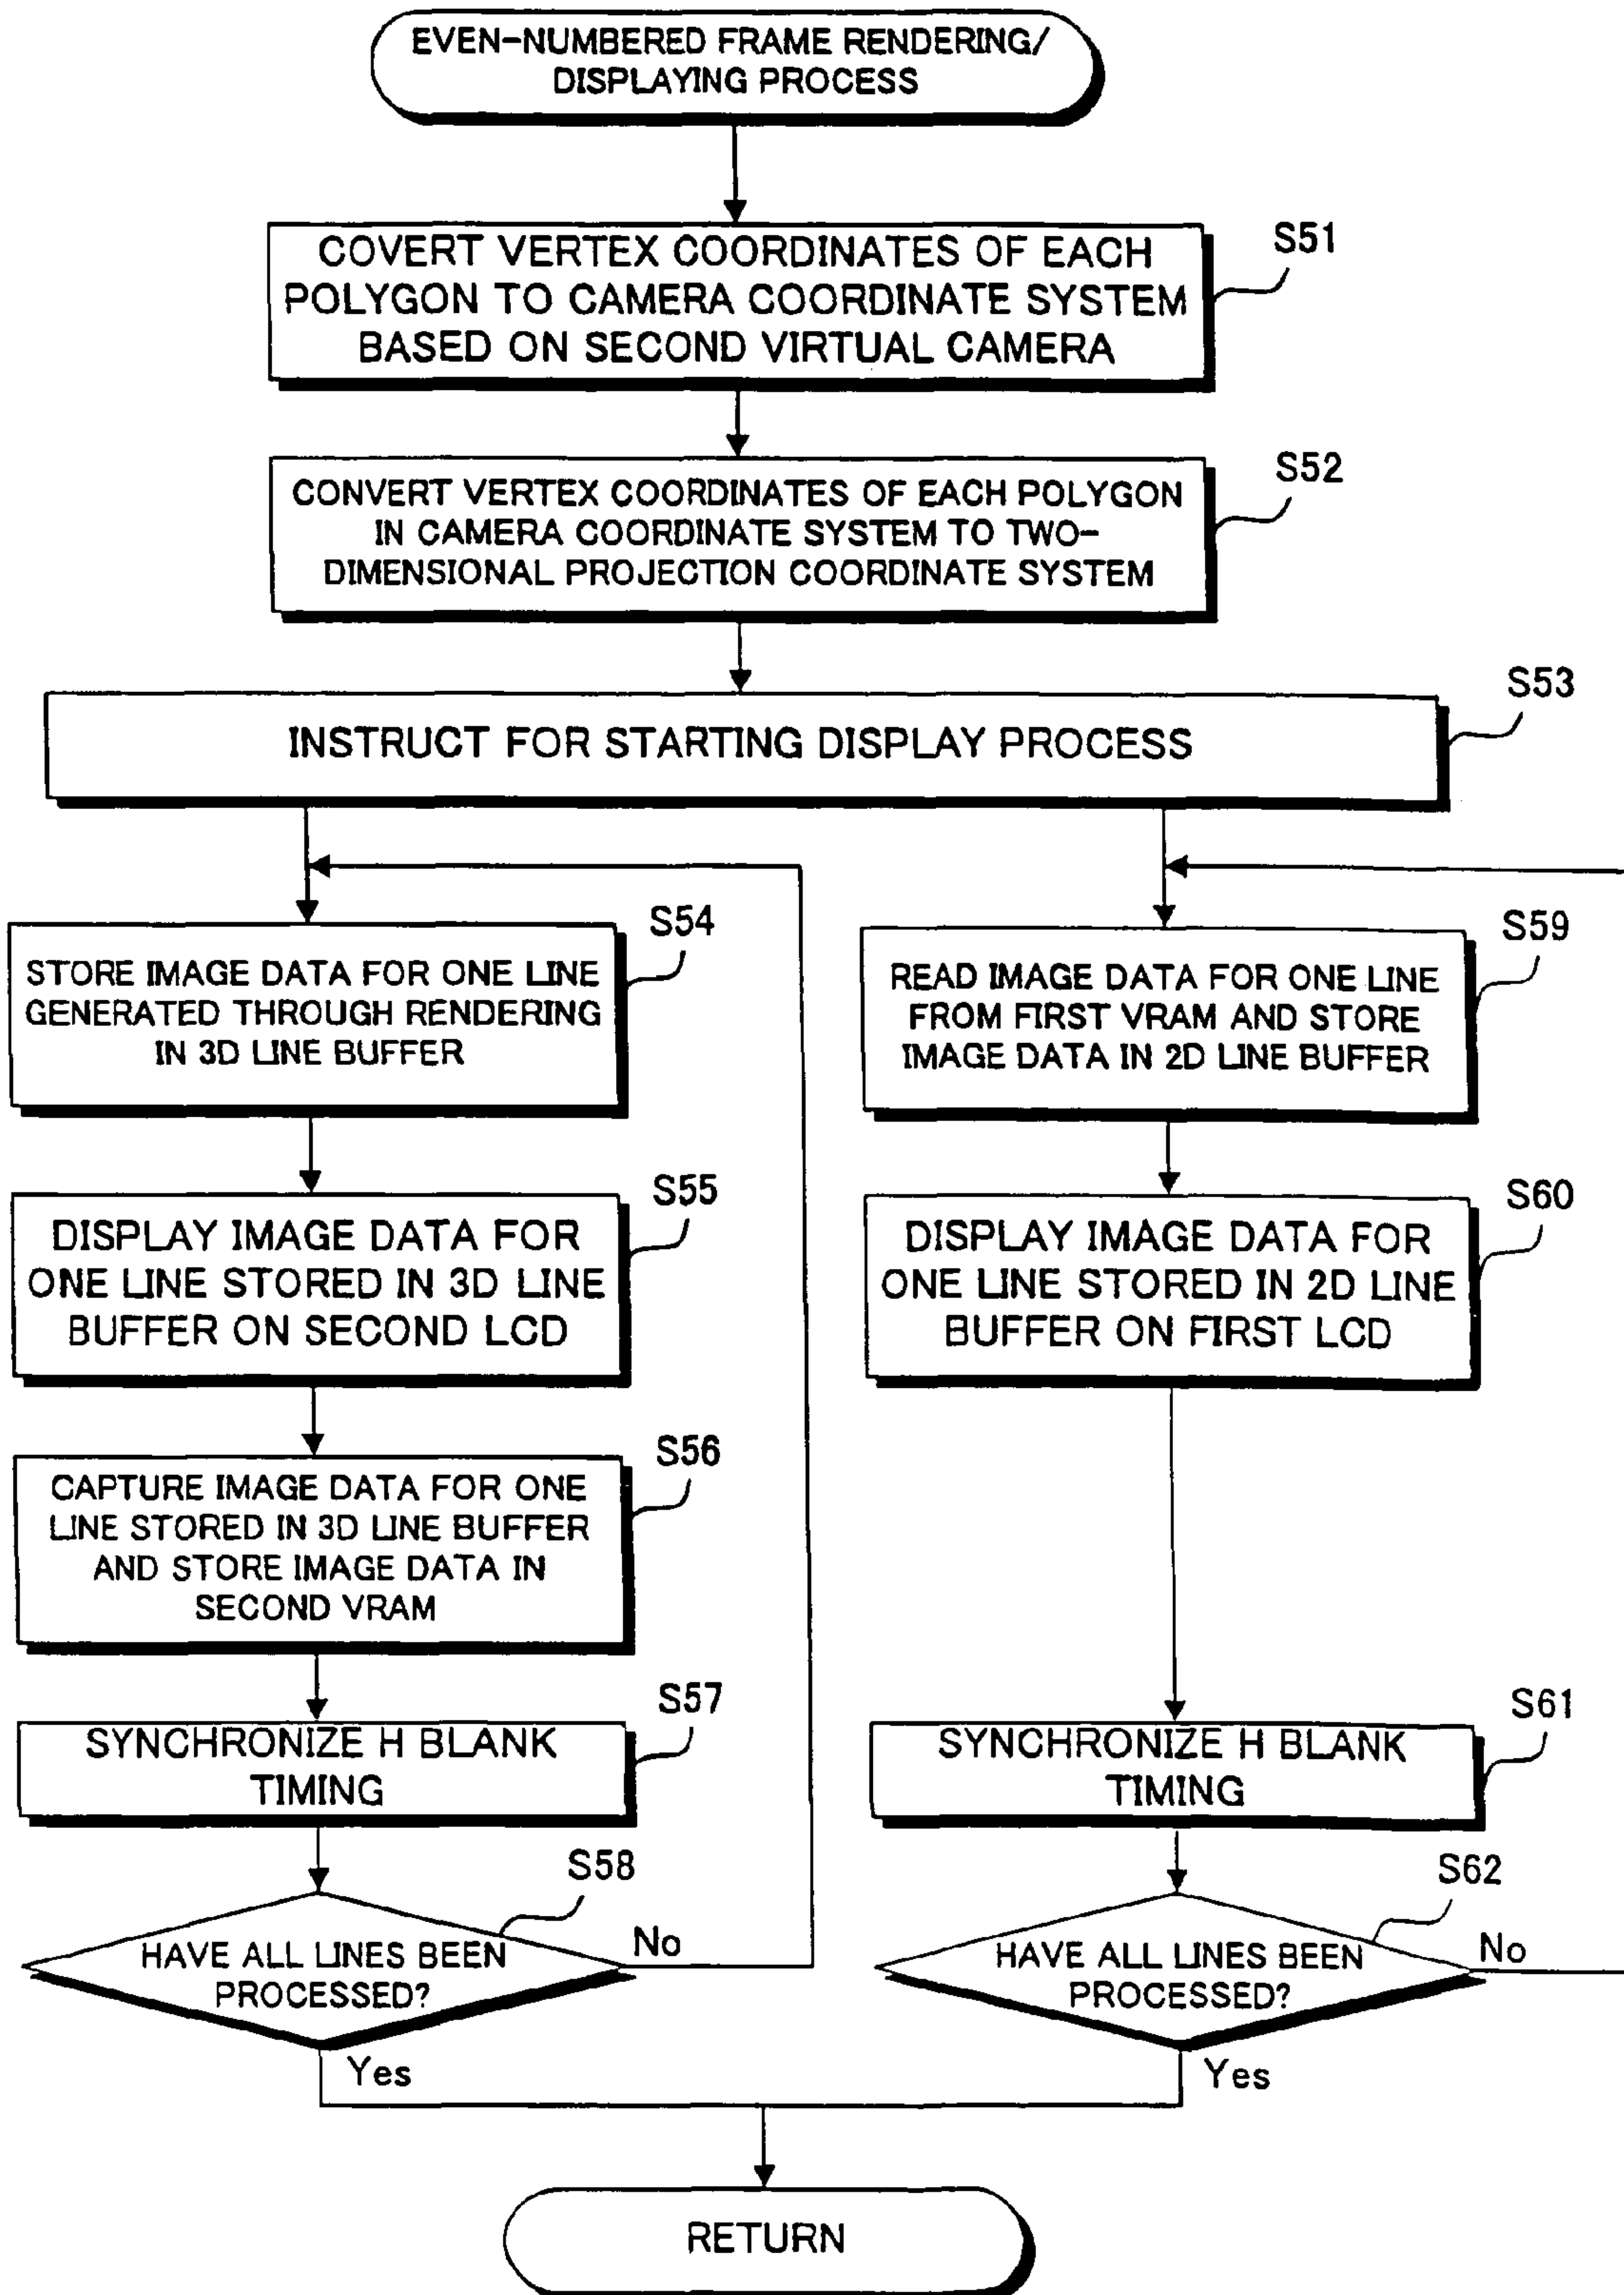 EVEN-NUMBERED FRAME RENDERING/
DISPLAYING PROCESS
S51
COVERT VERTEX COORDINATES OF EACH
POLYGON TO CAMERA COORDINATE SYSTEM
BASED ON SECOND VIRTUAL CAMERA
S52
CONVERT VERTEX COORDINATES OF EACH POLYGON
IN CAMERA COORDINATE SYSTEM TO TWO-
DIMENSIONAL PROJECTION COORDINATE SYSTEM
S53
INSTRUCT FOR STARTING DISPLAY PROCESS
S54
STORE IMAGE DATA FOR ONE LINE
GENERATED THROUGH RENDERING
IN 3D LINE BUFFER
S55
DISPLAY IMAGE DATA FOR
ONE LINE STORED IN 3D LINE
BUFFER ON SECOND LCD
S56
CAPTURE IMAGE DATA FOR ONE
LINE STORED IN 3D LINE BUFFER
AND STORE IMAGE DATA IN
SECOND VRAM
S57
SYNCHRONIZE H BLANK
TIMING
S58
HAVE ALL LINES BEEN
PROCESSED?
No
Yes
S59
READ IMAGE DATA FOR ONE LINE
FROM FIRST VRAM AND STORE
IMAGE DATA IN 2D LINE BUFFER
S60
DISPLAY IMAGE DATA FOR
ONE LINE STORED IN 2D LINE
BUFFER ON FIRST LCD
S61
SYNCHRONIZE H BLANK
TIMING
S62
HAVE ALL LINES BEEN
PROCESSED?
No
Yes
RETURN